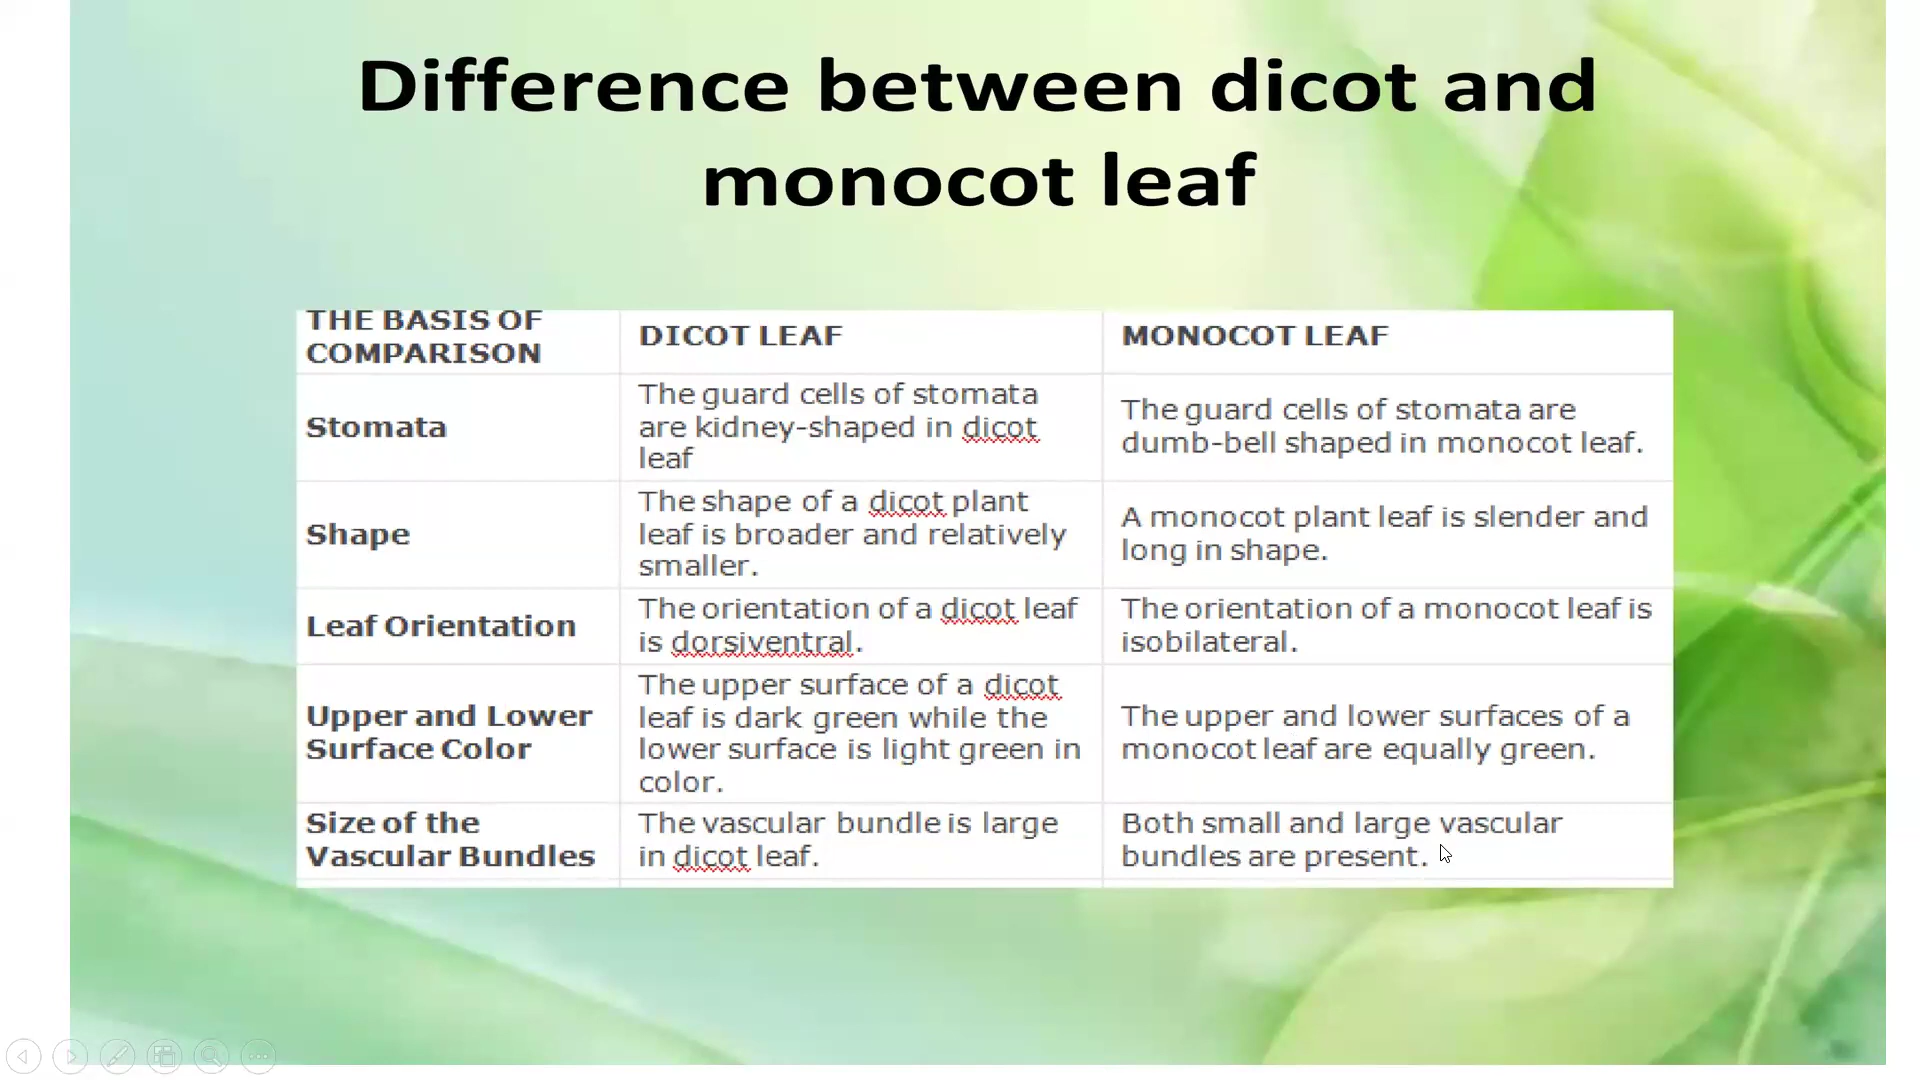 Difference between dicot and
monocot leaf
THE BASIS OF
COMPARISON
DICOT LEAF
MONOCOT LEAF
Stomata
The guard cells of stomata
are kidney-shaped in dicot
leaf
The guard cells of stomata are
dumb-bell shaped in monocot leaf.
Shape
The shape of a dicot plant
leaf is broader and relatively
smaller.
A monocot plant leaf is slender and
long in shape.
Leaf Orientation
The orientation of a dicot leaf
is dorsiventral.
The orientation of a monocot leaf is
isobilateral.
Upper and Lower
Surface Color
The upper surface of a dicot
leaf is dark green while the
lower surface is light green in
color.
The upper and lower surfaces of a
monocot leaf are equally green.
Size of the
Vascular Bundles
The vascular bundle is large
in dicot leaf.
Both small and large vascular
bundles are present.